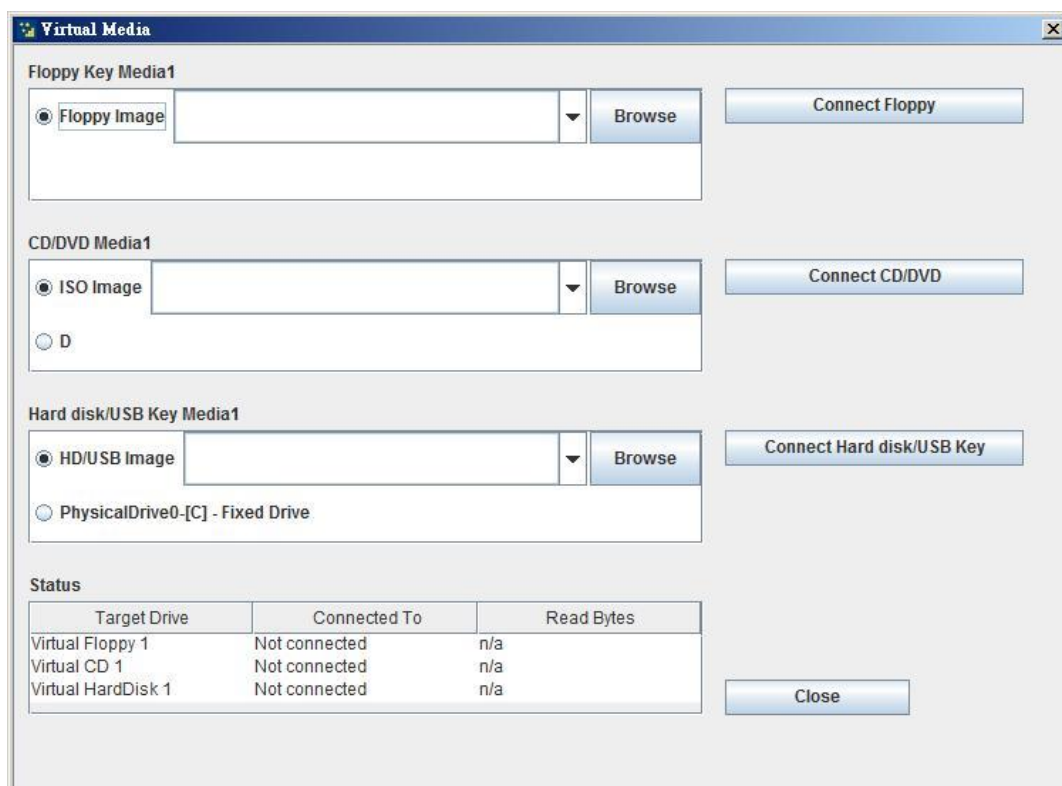 Virtual Media
Floppy Key Media1
Floppy Image Browse Connect Floppy
CD/DVD Media1
ISO Image Browse Connect CD/DVD
D
Hard disk/USB Key Media1
HD/USB Image Browse Connect Hard disk/USB Key
PhysicalDrive0-[C] - Fixed Drive
Status
Target Drive Connected To Read Bytes
Virtual Floppy 1 Not connected n/a
Virtual CD 1 Not connected n/a
Virtual HardDisk 1 Not connected n/a
Close